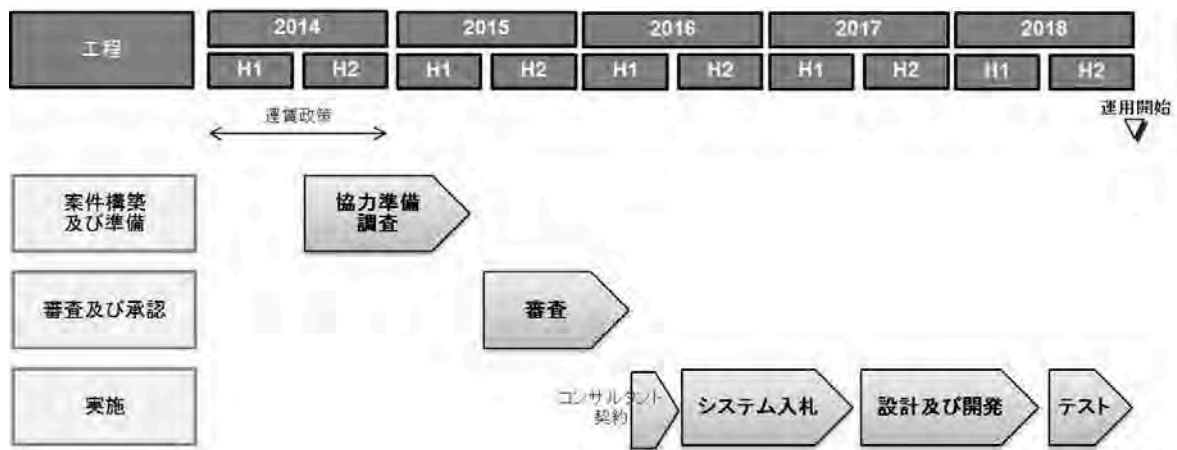 工程
2014
2015
2016
2017
2018
H1
H2
H1
H2
H1
H2
H1
H2
H1
H2
運賃政策
運用開始
案件構築
及び準備
協力準備
調査
審査及び承認
審査
実施
コンサルタント
契約
システム入札
設計及び開発
テスト